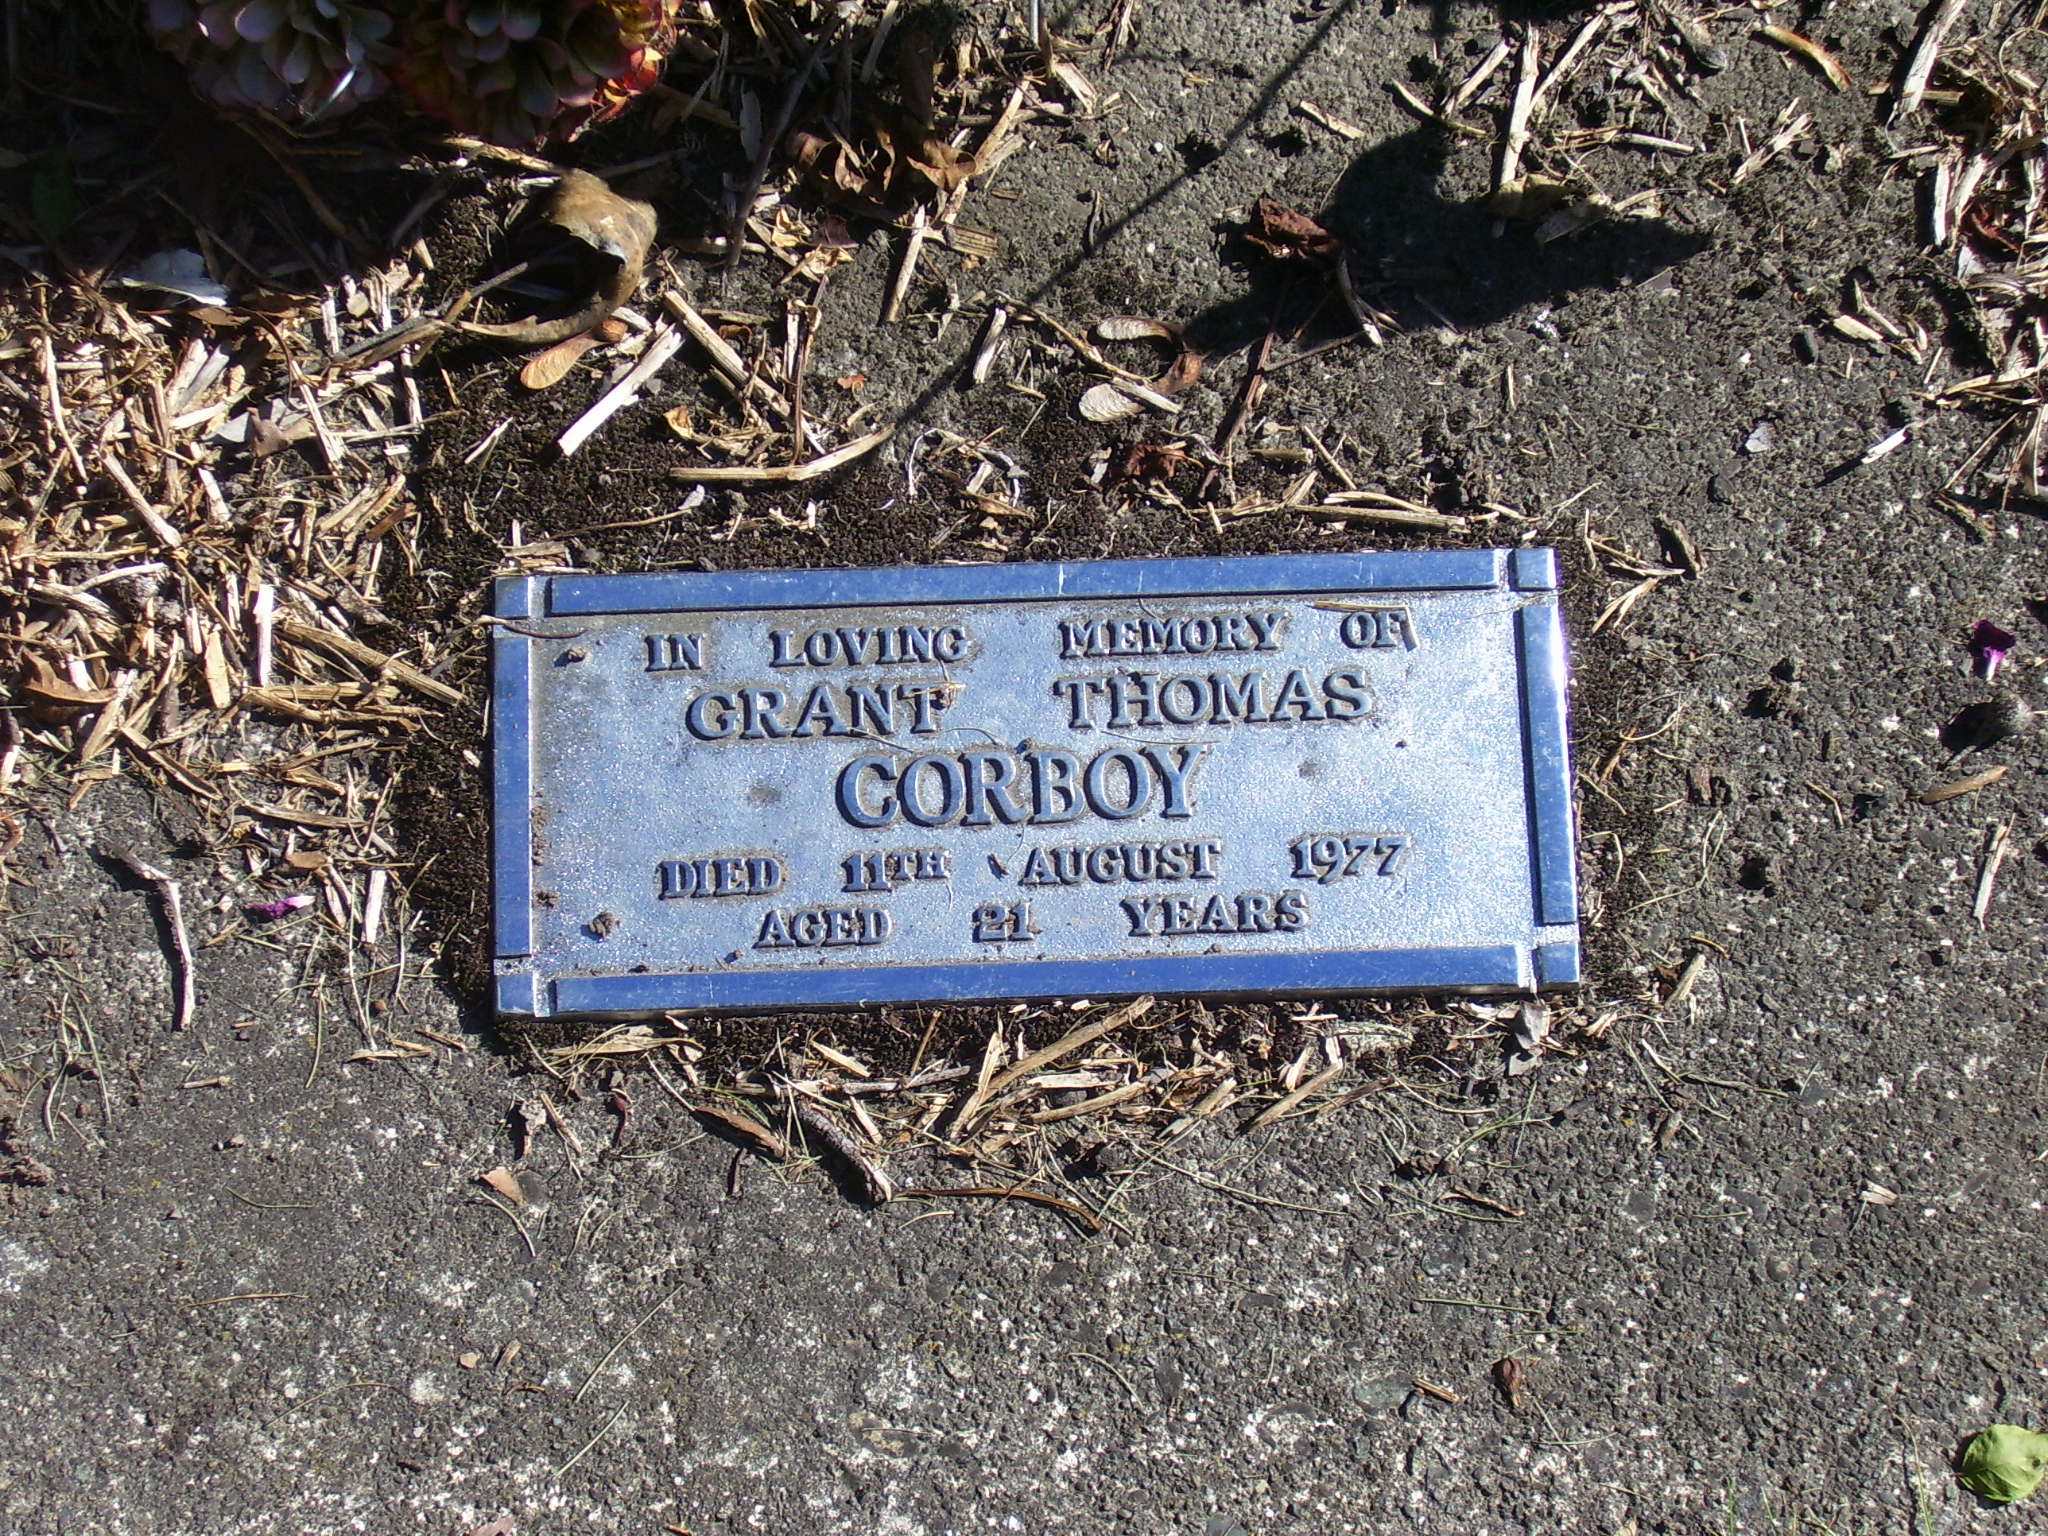 IN LOVING MEMORY OF
GRANT THOMAS
CORBOY
DIED 11TH AUGUST 1977
AGED 21 YEARS